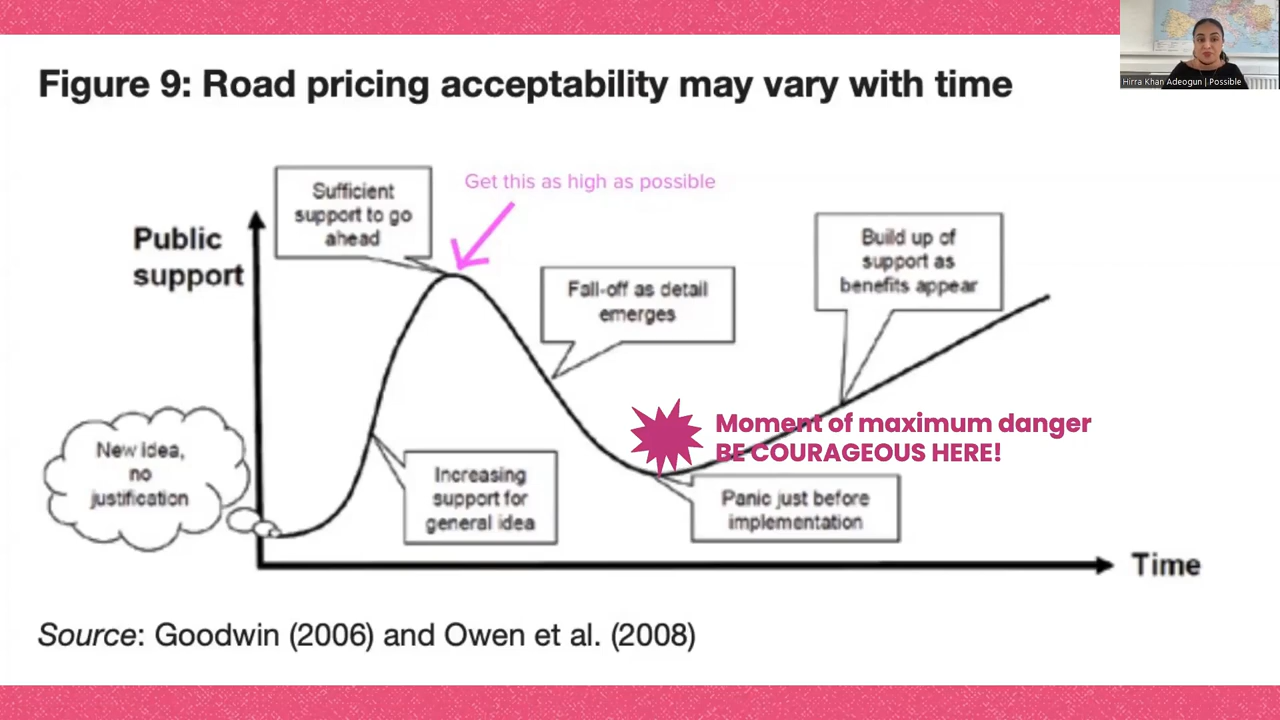 Hirra Khan Adeogun | Possible
Figure 9: Road pricing acceptability may vary with time
Sufficient
support to go
ahead
Get this as high as possible
Public
support
Fall-off as detail
emerges
Build up of
support as
benefits appear
New idea,
no
justification
Increasing
support for
general idea
Moment of maximum danger
BE COURAGEOUS HERE!
Panic just before
implementation
Time
Source: Goodwin (2006) and Owen et al. (2008)